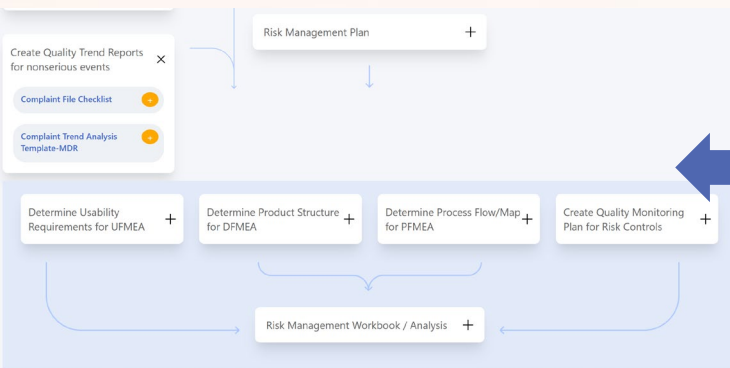 Risk Management Plan
Create Quality Trend Reports
for nonserious events
Complaint File Checklist
Complaint Trend Analysis
Template-MDR
Determine Usability
Requirements for UFMEA
Determine Product Structure
for DFMEA
Determine Process Flow/Map
for PFMEA
Create Quality Monitoring
Plan for Risk Controls
Risk Management Workbook / Analysis